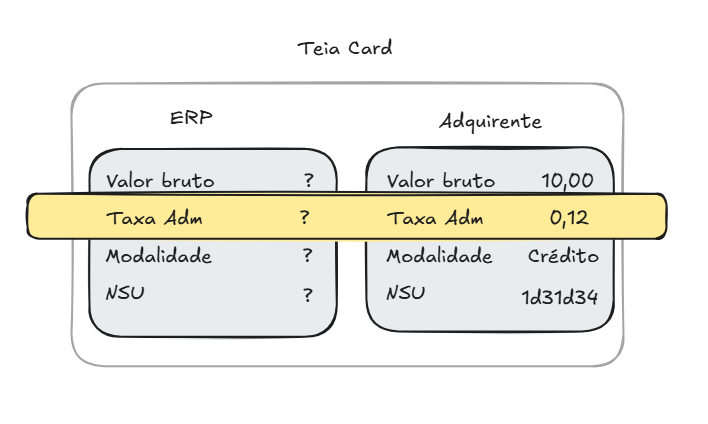 Teia Card
ERP
Valor bruto ?
Taxa Adm ?
Modalidade ?
NSU ?
Adquirente
Valor bruto 10,00
Taxa Adm 0,12
Modalidade Crédito
NSU 1d31d34